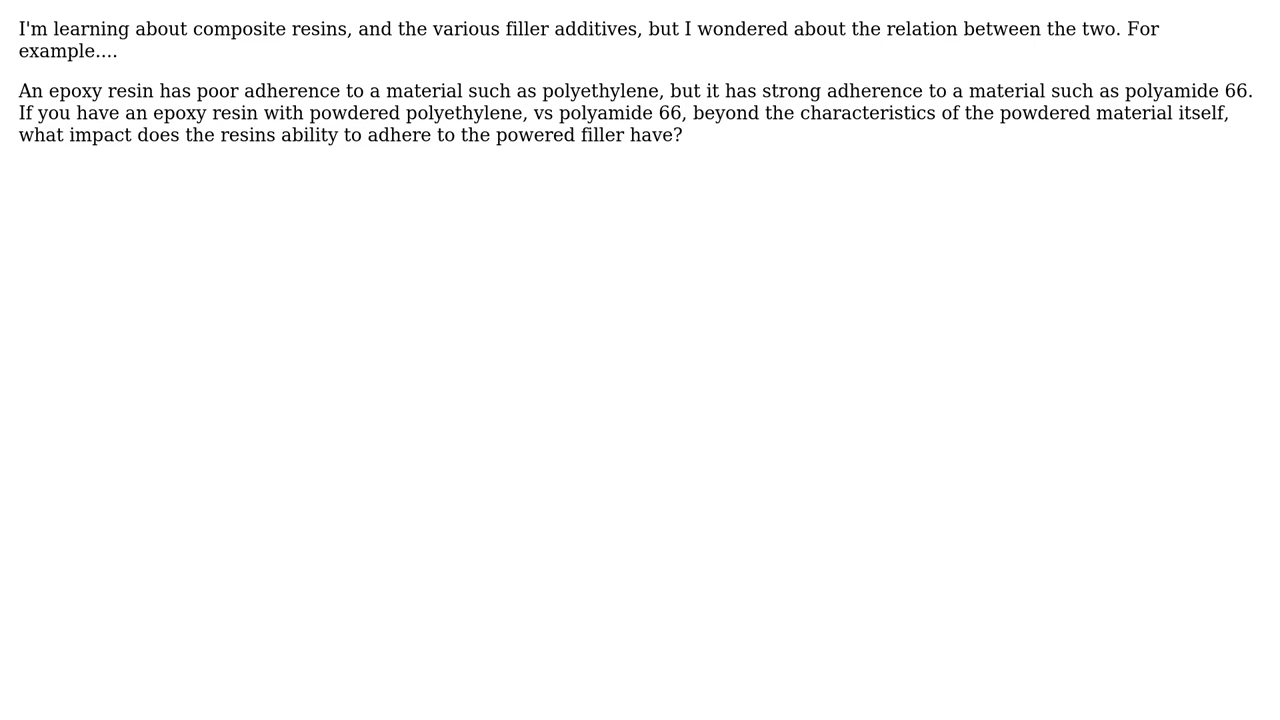 I'm learning about composite resins, and the various filler additives, but I wondered about the relation between the two. For
example....
An epoxy resin has poor adherence to a material such as polyethylene, but it has strong adherence to a material such as polyamide 66.
If you have an epoxy resin with powdered polyethylene, vs polyamide 66, beyond the characteristics of the powdered material itself,
what impact does the resins ability to adhere to the powered filler have?